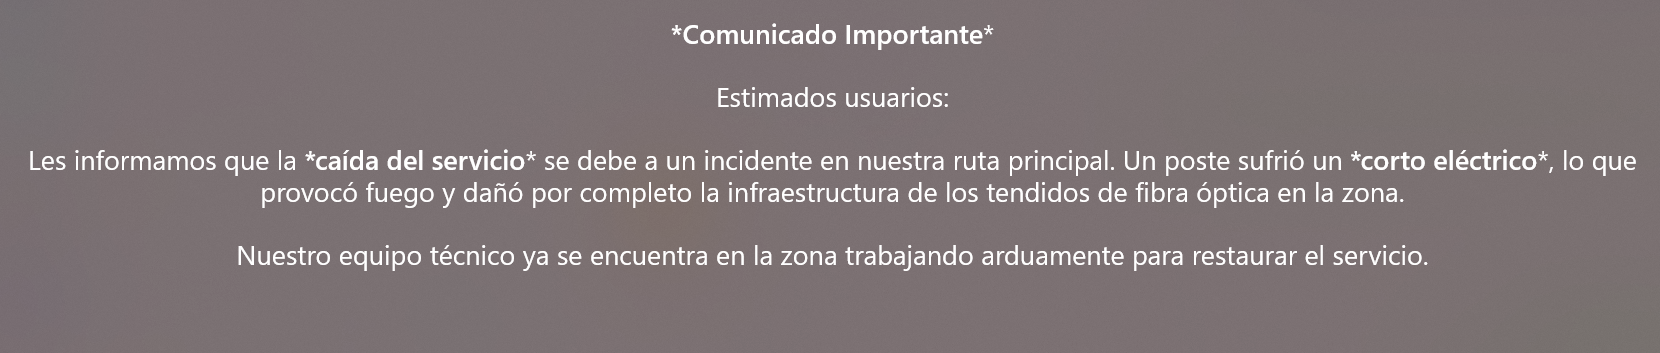 *Comunicado Importante*
Estimados usuarios:
Les informamos que la *caída del servicio* se debe a un incidente en nuestra ruta principal. Un poste sufrió un *corto eléctrico*, lo que
provocó fuego y dañó por completo la infraestructura de los tendidos de fibra óptica en la zona.
Nuestro equipo técnico ya se encuentra en la zona trabajando arduamente para restaurar el servicio.